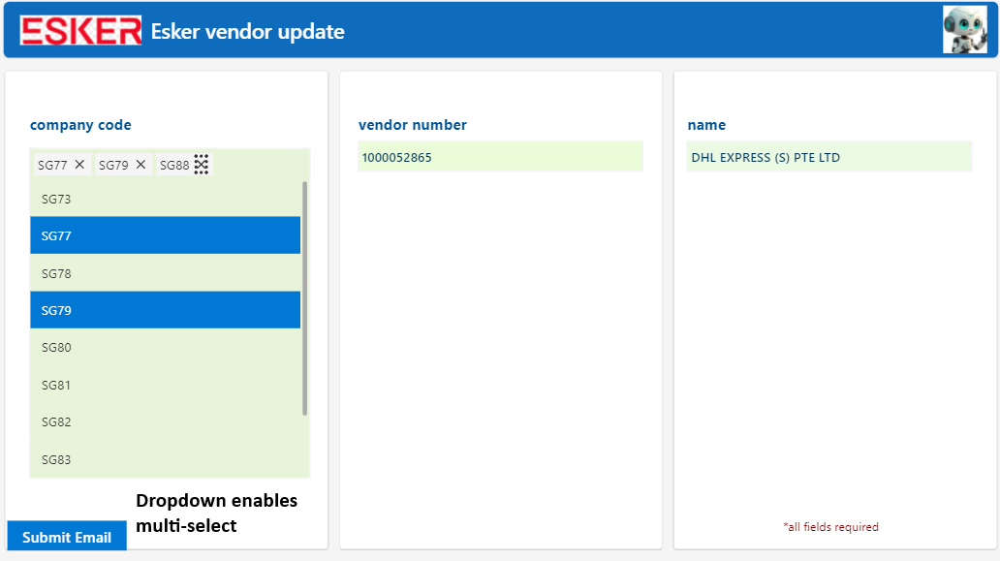 ESKER Esker vendor update
company code
SG77 SG79 SG88
SG73
SG77
SG78
SG79
SG80
SG81
SG82
SG83
Dropdown enables
multi-select
Submit Email
vendor number
1000052865
name
DHL EXPRESS (S) PTE LTD
*all fields required